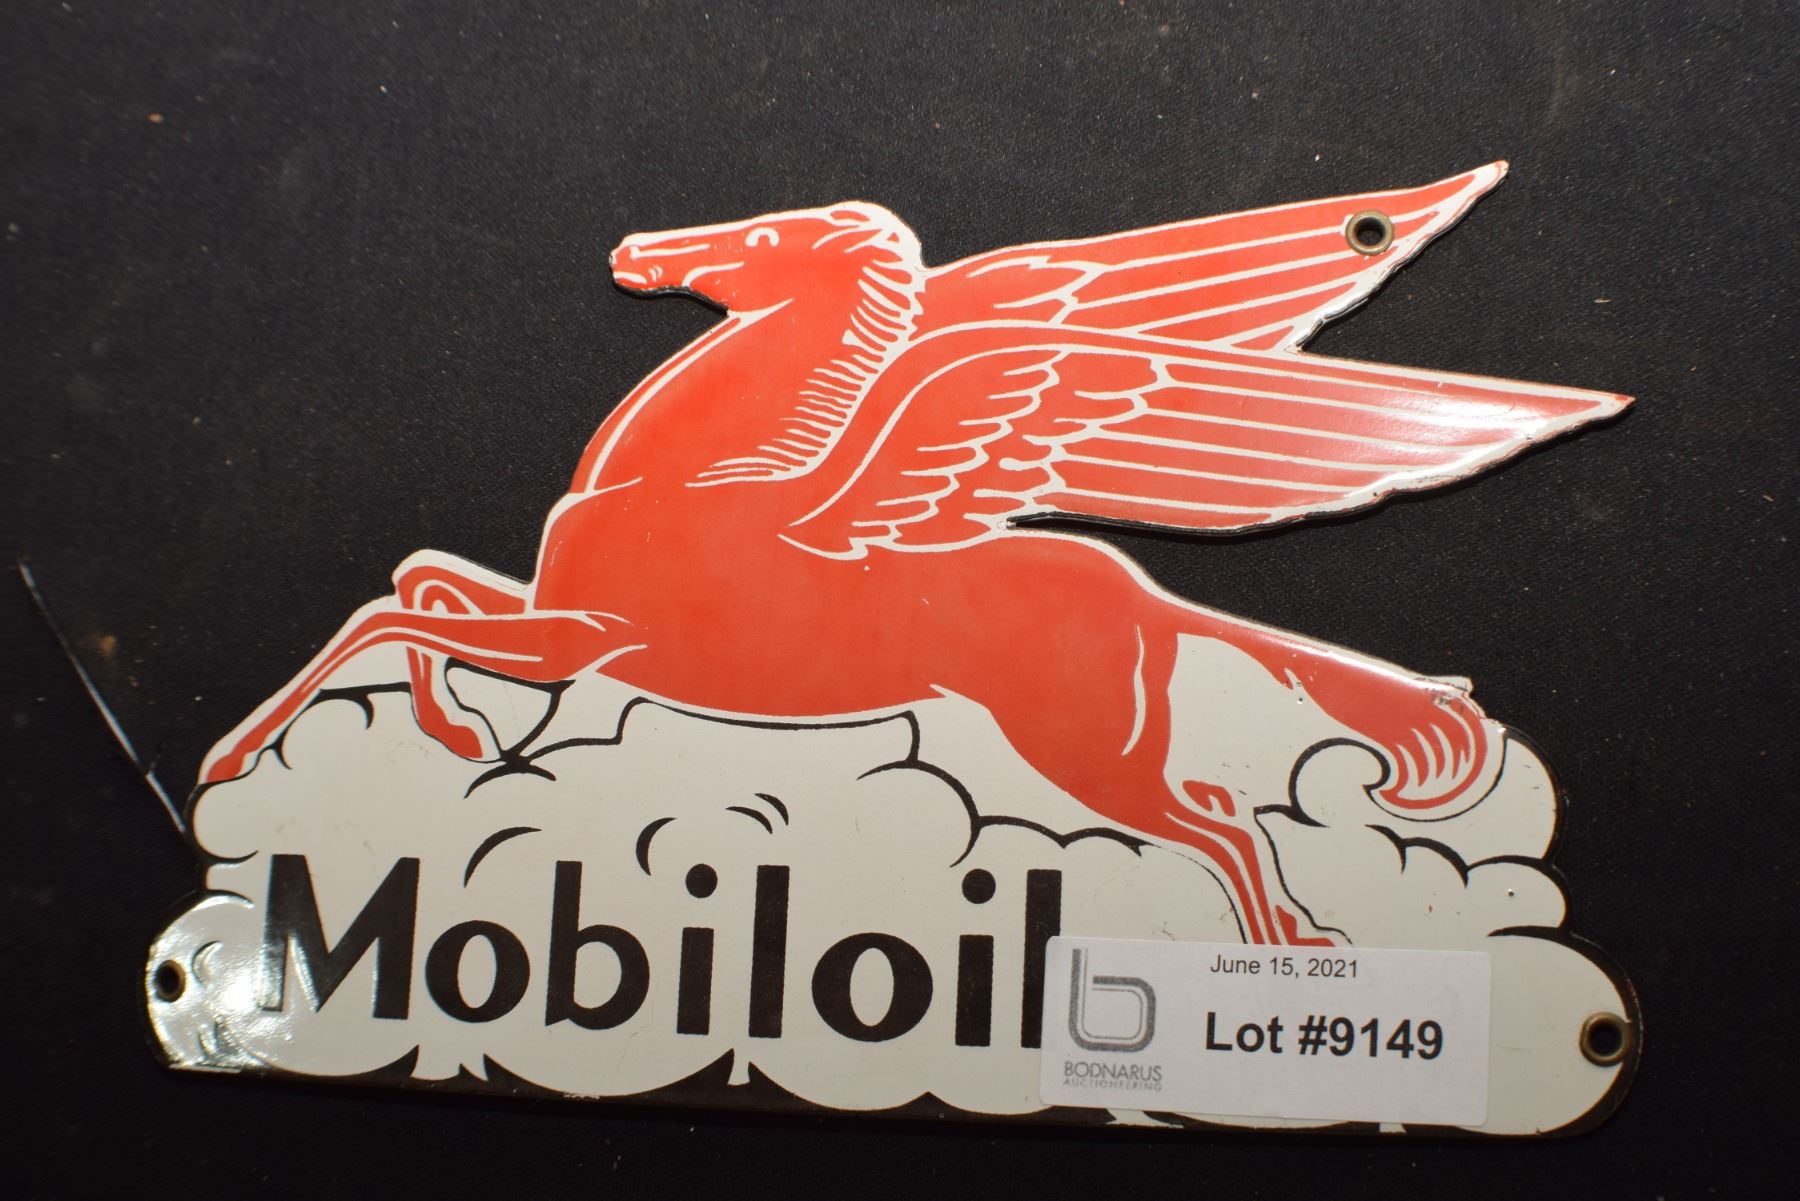 Mobiloil
June 15, 2021
Lot #9149
BODNARUS
AUCTIONEERING